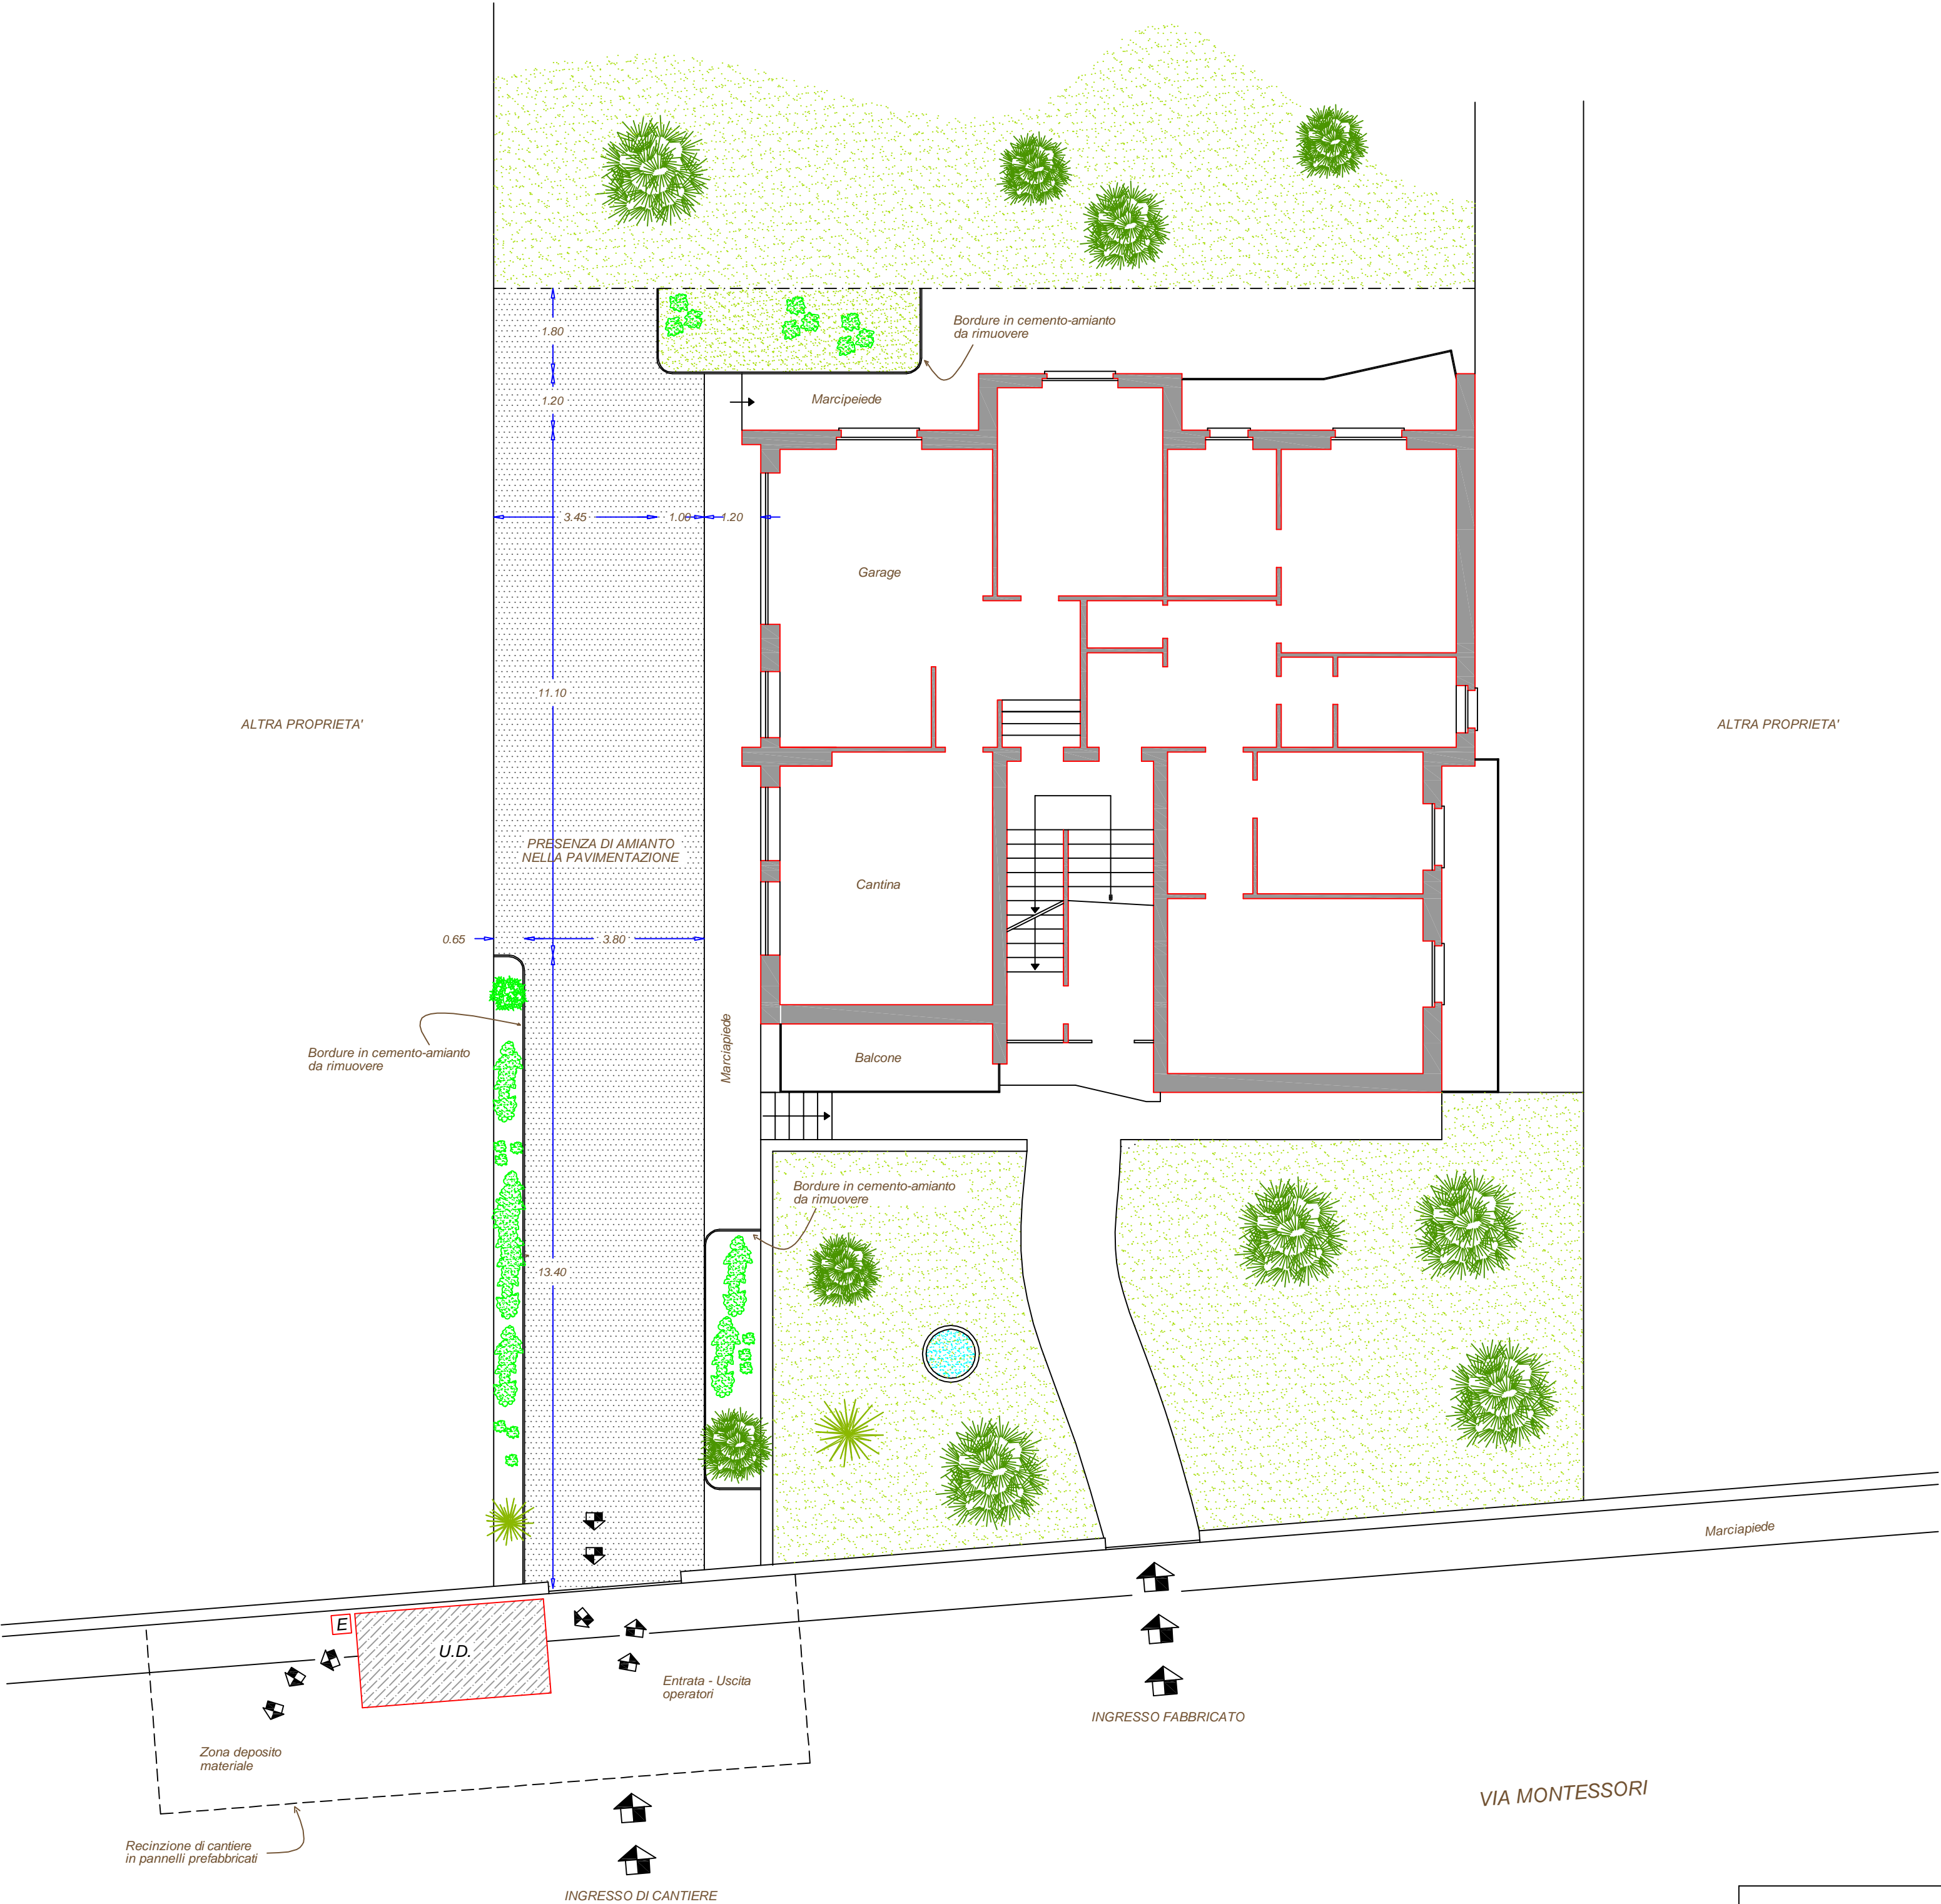 Bordure in cemento-amianto
da rimuovere
1.80
1.20
Marcipeiede
3.45
1.00
1.20
Garage
11.10
ALTRA PROPRIETA'
ALTRA PROPRIETA'
PRESENZA DI AMIANTO
NELLA PAVIMENTAZIONE
Cantina
0.65
3.80
Bordure in cemento-amianto
da rimuovere
Marciapiede
Balcone
Bordure in cemento-amianto
da rimuovere
13.40
Marciapiede
E
U.D.
Entrata - Uscita
operatori
INGRESSO FABBRICATO
Zona deposito
materiale
VIA MONTESSORI
Recinzione di cantiere
in pannelli prefabbricati
INGRESSO DI CANTIERE